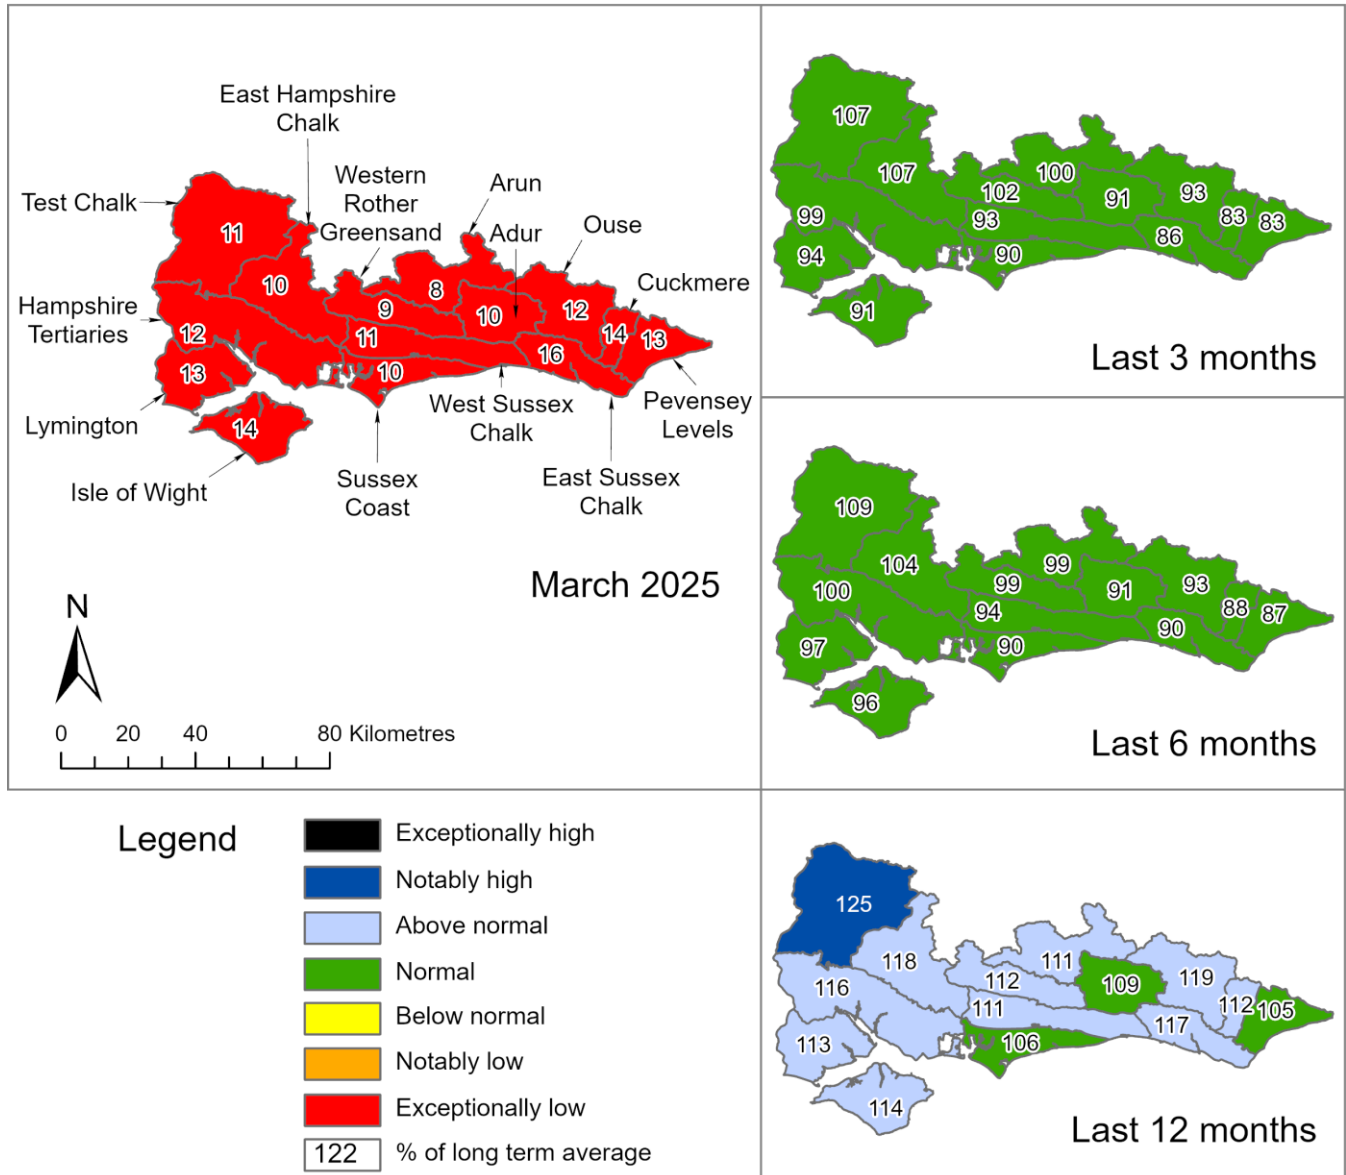 East Hampshire
Chalk
Test Chalk
Western
Rother
Greensand
Arun
Adur
Ouse
Cuckmere
Hampshire
Tertiaries
Lymington
Isle of Wight
Sussex
Coast
West Sussex
Chalk
East Sussex
Chalk
Pevensey
Levels
11
10
9
8
10
12
14
13
12
11
16
13
10
14
March 2025
N
0 20 40 80 Kilometres
107
107
102
100
91
93
83
83
99
93
86
94
90
91
Last 3 months
109
104
99
99
91
93
88
87
100
94
90
97
90
96
Last 6 months
125
118
112
111
109
119
112
105
116
111
117
113
106
114
Last 12 months
Legend
Exceptionally high
Notably high
Above normal
Normal
Below normal
Notably low
Exceptionally low
122 % of long term average